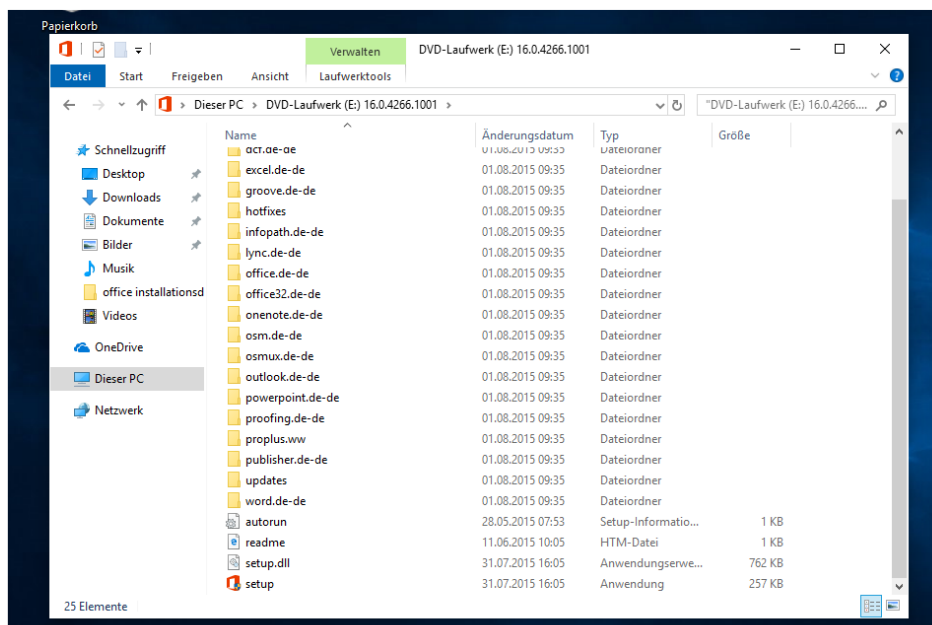 Papierkorb
Verwalten
DVD-Laufwerk (E:) 16.0.4266.1001
Datei Start Freigeben Ansicht Laufwerktools
Dieser PC > DVD-Laufwerk (E:) 16.0.4266.1001 >
"DVD-Laufwerk (E:) 16.0.4266....
Name Änderungsdatum Typ Größe
Schnellzugriff
Desktop
Downloads
Dokumente
Bilder
Musik
office installationsd
Videos
OneDrive
Dieser PC
Netzwerk
dcf.de-de 01.08.2015 09:35 Dateiordner
excel.de-de 01.08.2015 09:35 Dateiordner
groove.de-de 01.08.2015 09:35 Dateiordner
hotfixes 01.08.2015 09:35 Dateiordner
infopath.de-de 01.08.2015 09:35 Dateiordner
lync.de-de 01.08.2015 09:35 Dateiordner
office.de-de 01.08.2015 09:35 Dateiordner
office32.de-de 01.08.2015 09:35 Dateiordner
onenote.de-de 01.08.2015 09:35 Dateiordner
osm.de-de 01.08.2015 09:35 Dateiordner
osmux.de-de 01.08.2015 09:35 Dateiordner
outlook.de-de 01.08.2015 09:35 Dateiordner
powerpoint.de-de 01.08.2015 09:35 Dateiordner
proofing.de-de 01.08.2015 09:35 Dateiordner
proplus.ww 01.08.2015 09:35 Dateiordner
publisher.de-de 01.08.2015 09:35 Dateiordner
updates 01.08.2015 09:35 Dateiordner
word.de-de 01.08.2015 09:35 Dateiordner
autorun 28.05.2015 07:53 Setup-Informatio... 1 KB
readme 11.06.2015 10:05 HTM-Datei 1 KB
setup.dll 31.07.2015 16:05 Anwendungserwe... 762 KB
setup 31.07.2015 16:05 Anwendung 257 KB
25 Elemente